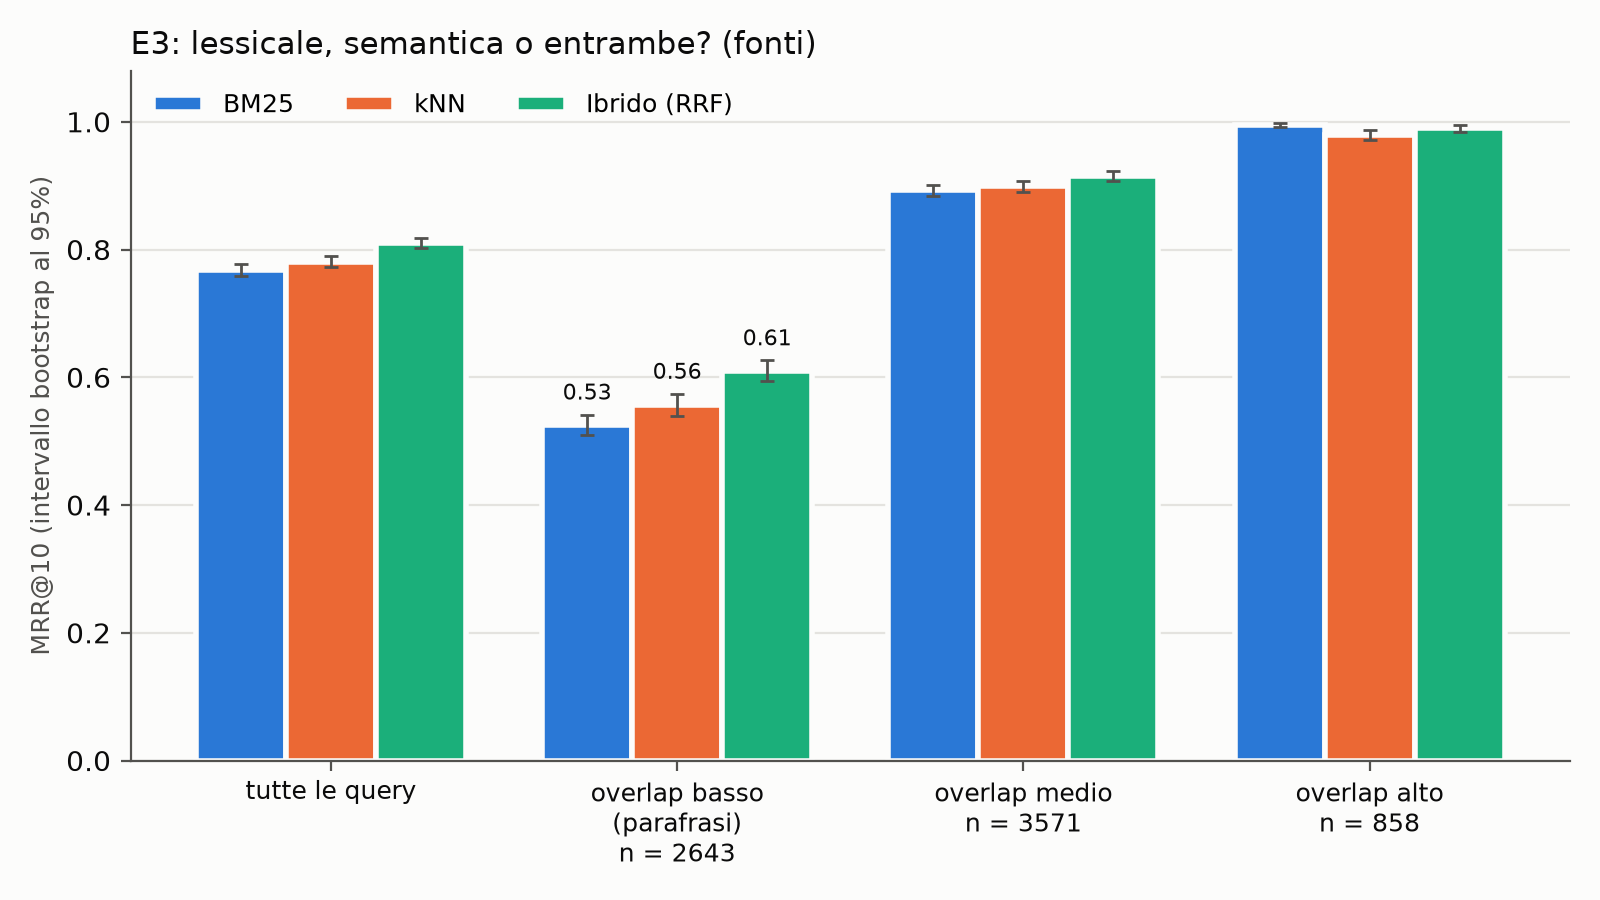 E3: lessicale, semantica o entrambe? (fonti)
BM25 kNN Ibrido (RRF)
MRR@10 (intervallo bootstrap al 95%)
1.0
0.8
0.6
0.4
0.2
0.0
0.53
0.56
0.61
tutte le query
overlap basso
(parafrasi)
n = 2643
overlap medio
n = 3571
overlap alto
n = 858